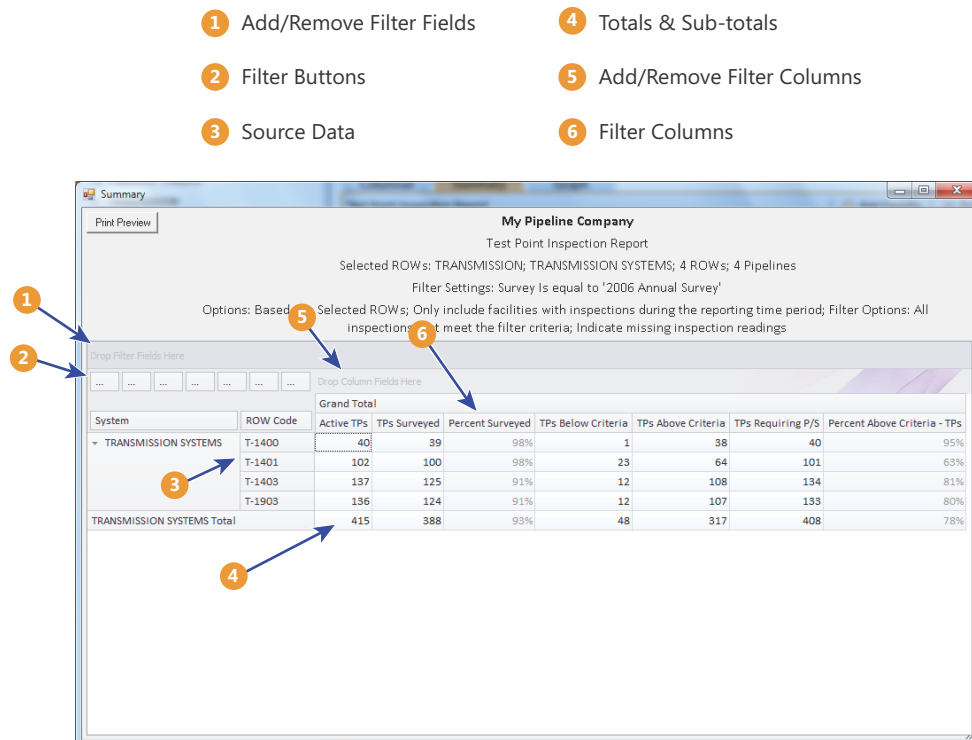 1 Add/Remove Filter Fields
4 Totals & Sub-totals
2 Filter Buttons
5 Add/Remove Filter Columns
3 Source Data
6 Filter Columns
Summary
Print Preview
My Pipeline Company
Test Point Inspection Report
Selected ROWs: TRANSMISSION; TRANSMISSION SYSTEMS; 4 ROWs; 4 Pipelines
Filter Settings: Survey Is equal to '2006 Annual Survey'
Options: Based Selected ROWs; Only include facilities with inspections during the reporting time period; Filter Options: All
inspections meet the filter criteria; Indicate missing inspection readings
1
5
6
Drop Filter Fields Here
2
... ... ... ... ... ... ... Drop Column Fields Here
Grand Total
System ROW Code Active TPs TPs Surveyed Percent Surveyed TPs Below Criteria TPs Above Criteria TPs Requiring P/S Percent Above Criteria - TPs
TRANSMISSION SYSTEMS T-1400 40 39 98% 1 38 40 95%
T-1401 102 100 98% 23 64 101 63%
3
T-1403 137 125 91% 12 108 134 81%
T-1903 136 124 91% 12 107 133 80%
TRANSMISSION SYSTEMS Total 415 388 93% 48 317 408 78%
4